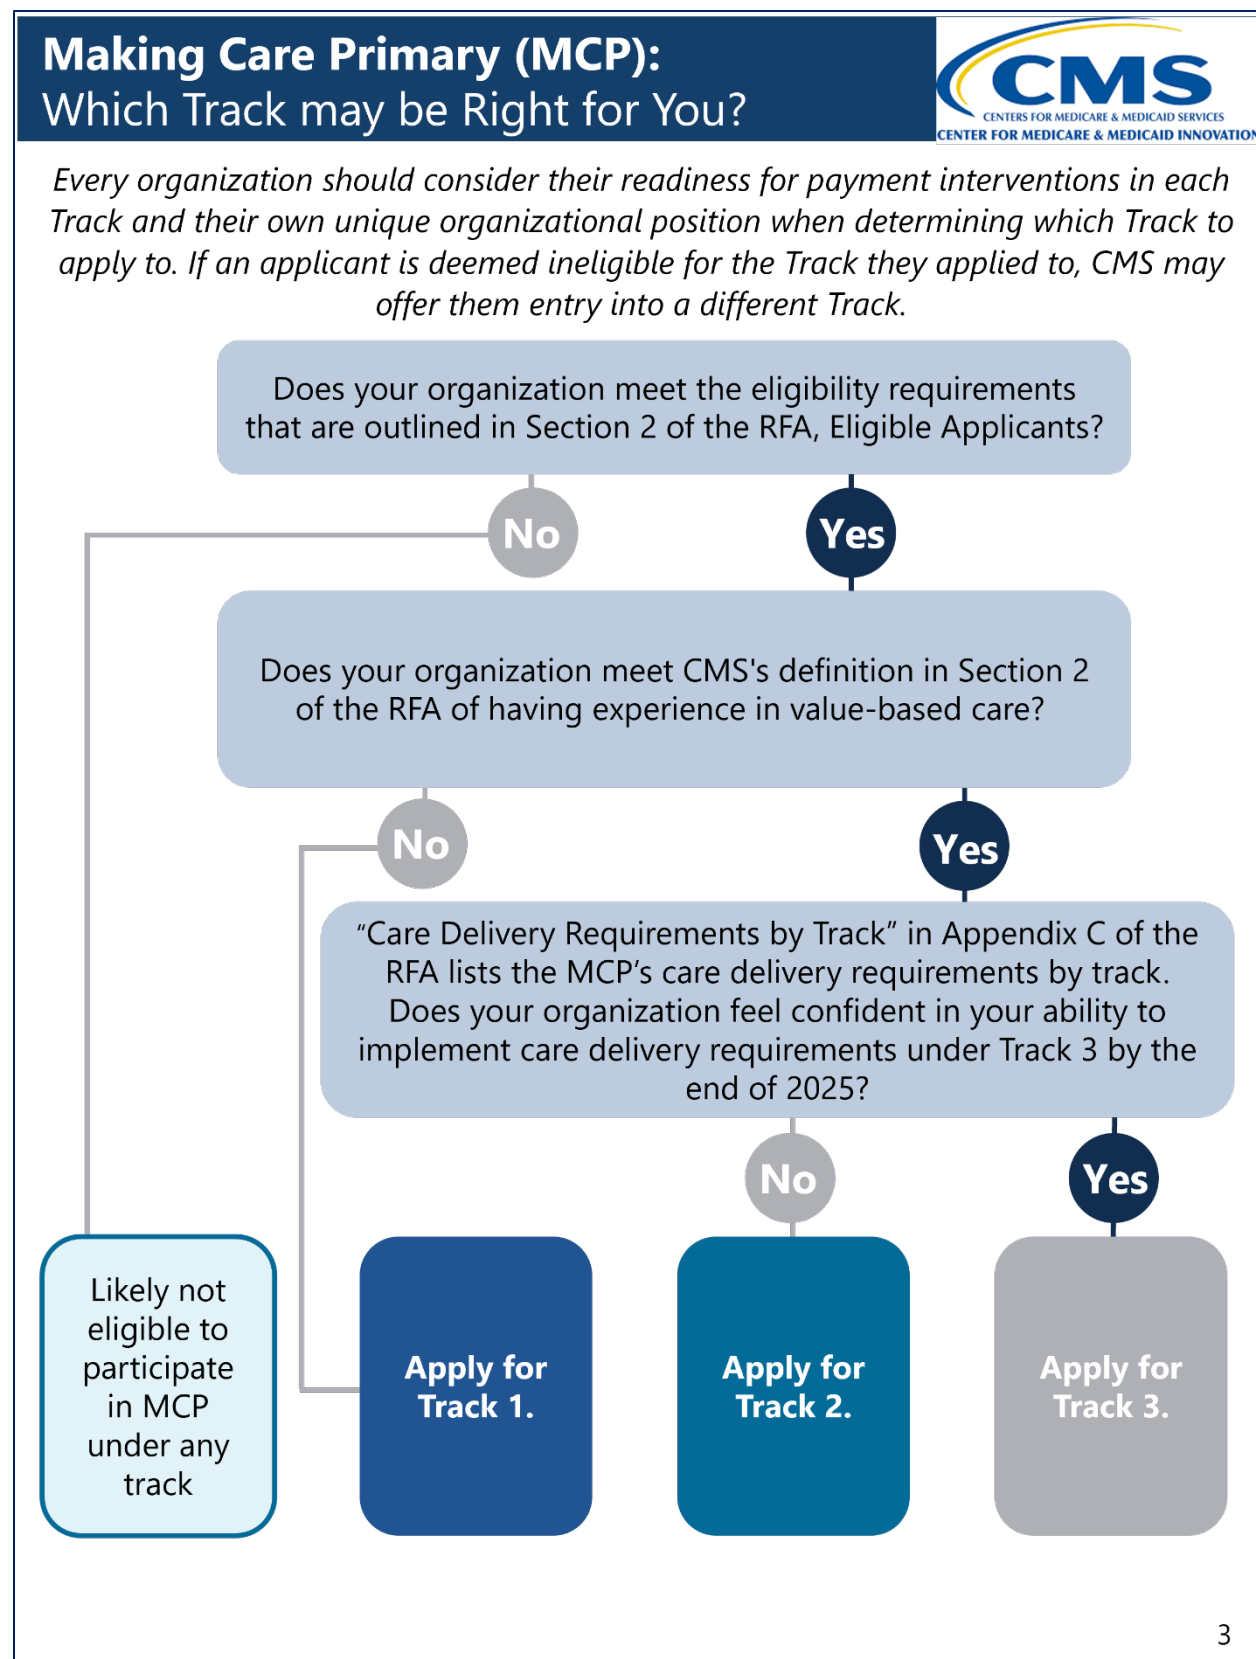 Making Care Primary (MCP):
Which Track may be Right for You?
CMS
CENTERS FOR MEDICARE & MEDICAID SERVICES
CENTER FOR MEDICARE & MEDICAID INNOVATION
Every organization should consider their readiness for payment interventions in each
Track and their own unique organizational position when determining which Track to
apply to. If an applicant is deemed ineligible for the Track they applied to, CMS may
offer them entry into a different Track.
Does your organization meet the eligibility requirements
that are outlined in Section 2 of the RFA, Eligible Applicants?
No
Yes
Does your organization meet CMS's definition in Section 2
of the RFA of having experience in value-based care?
No
Yes
“Care Delivery Requirements by Track” in Appendix C of the
RFA lists the MCP’s care delivery requirements by track.
Does your organization feel confident in your ability to
implement care delivery requirements under Track 3 by the
end of 2025?
No
Yes
Likely not
eligible to
participate
in MCP
under any
track
Apply for
Track 1.
Apply for
Track 2.
Apply for
Track 3.
3